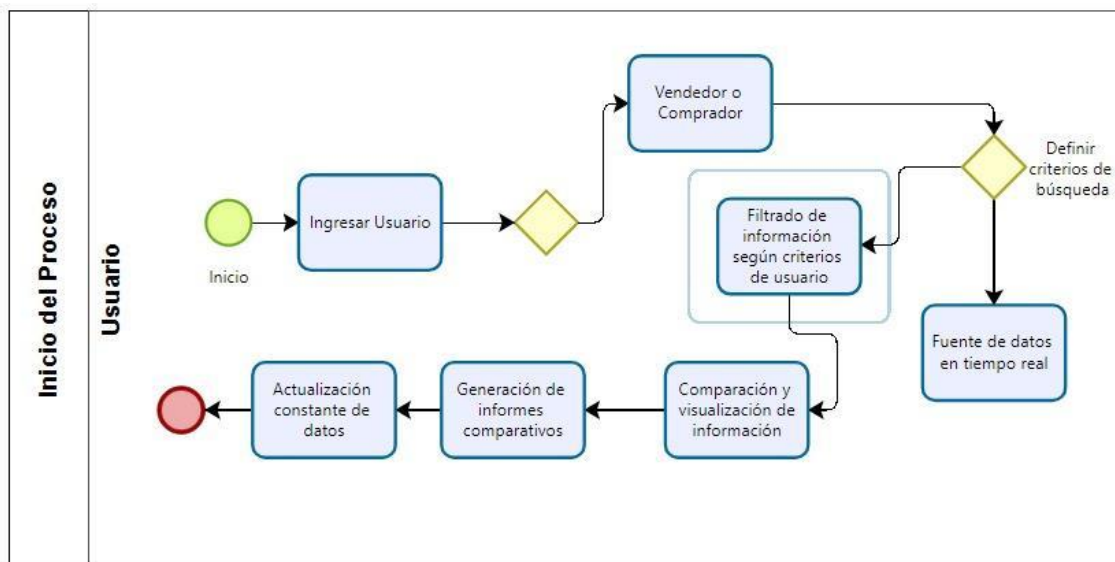 Inicio del Proceso
Usuario
Inicio
Ingresar Usuario
Vendedor o
Comprador
Definir
criterios de
búsqueda
Filtrado de
información
según criterios
de usuario
Fuente de datos
en tiempo real
Comparación y
visualización de
información
Generación de
informes
comparativos
Actualización
constante de
datos